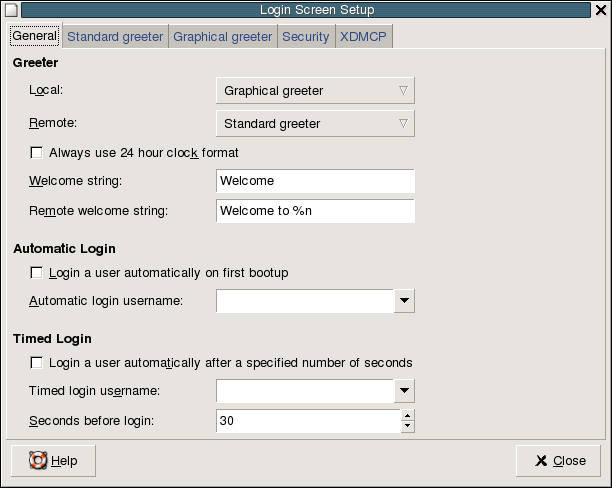 Login Screen Setup
General Standard greeter Graphical greeter Security XDMCP
Greeter
Local: Graphical greeter
Remote: Standard greeter
Always use 24 hour clock format
Welcome string: Welcome
Remote welcome string: Welcome to %n
Automatic Login
Login a user automatically on first bootup
Automatic login username:
Timed Login
Login a user automatically after a specified number of seconds
Timed login username:
Seconds before login: 30
Help Close